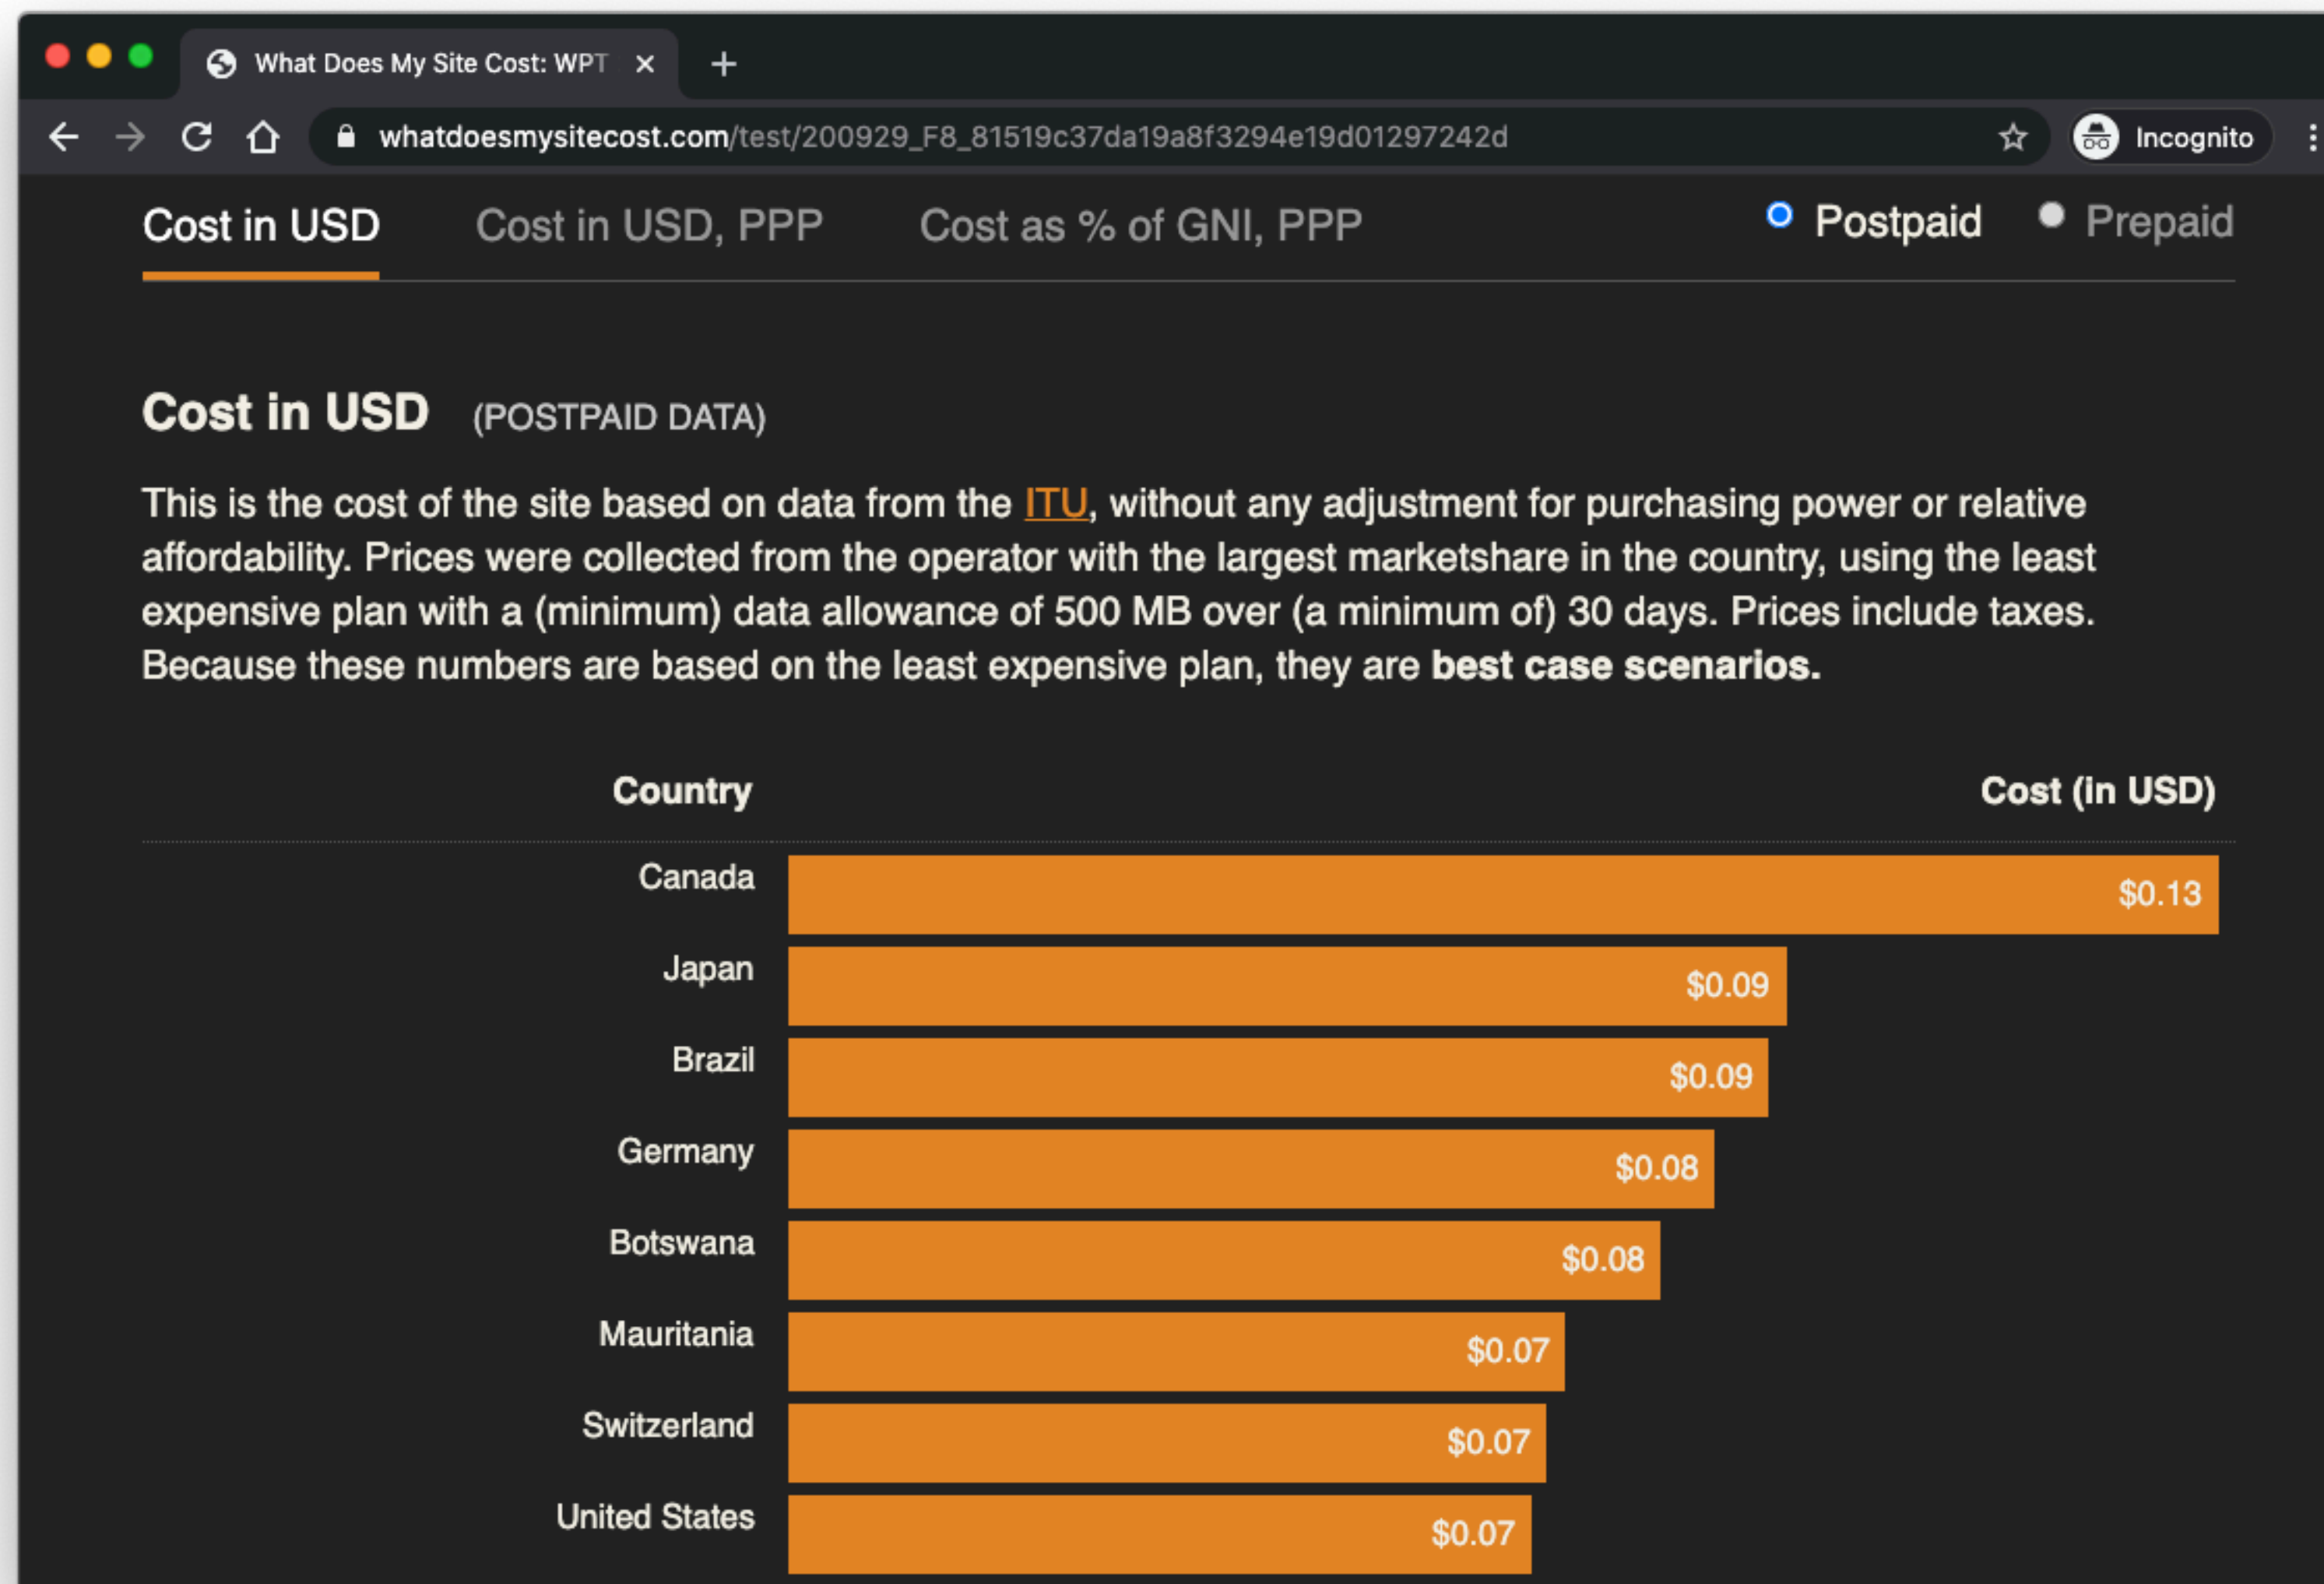 What Does My Site Cost: WPT
whatdoesmysitecost.com/test/200929_F8_81519c37da19a8f3294e19d01297242d
Incognito
Cost in USD Cost in USD, PPP Cost as % of GNI, PPP Postpaid Prepaid
Cost in USD (POSTPAID DATA)
This is the cost of the site based on data from the ITU, without any adjustment for purchasing power or relative
affordability. Prices were collected from the operator with the largest marketshare in the country, using the least
expensive plan with a (minimum) data allowance of 500 MB over (a minimum of) 30 days. Prices include taxes.
Because these numbers are based on the least expensive plan, they are best case scenarios.
Country Cost (in USD)
Canada $0.13
Japan $0.09
Brazil $0.09
Germany $0.08
Botswana $0.08
Mauritania $0.07
Switzerland $0.07
United States $0.07